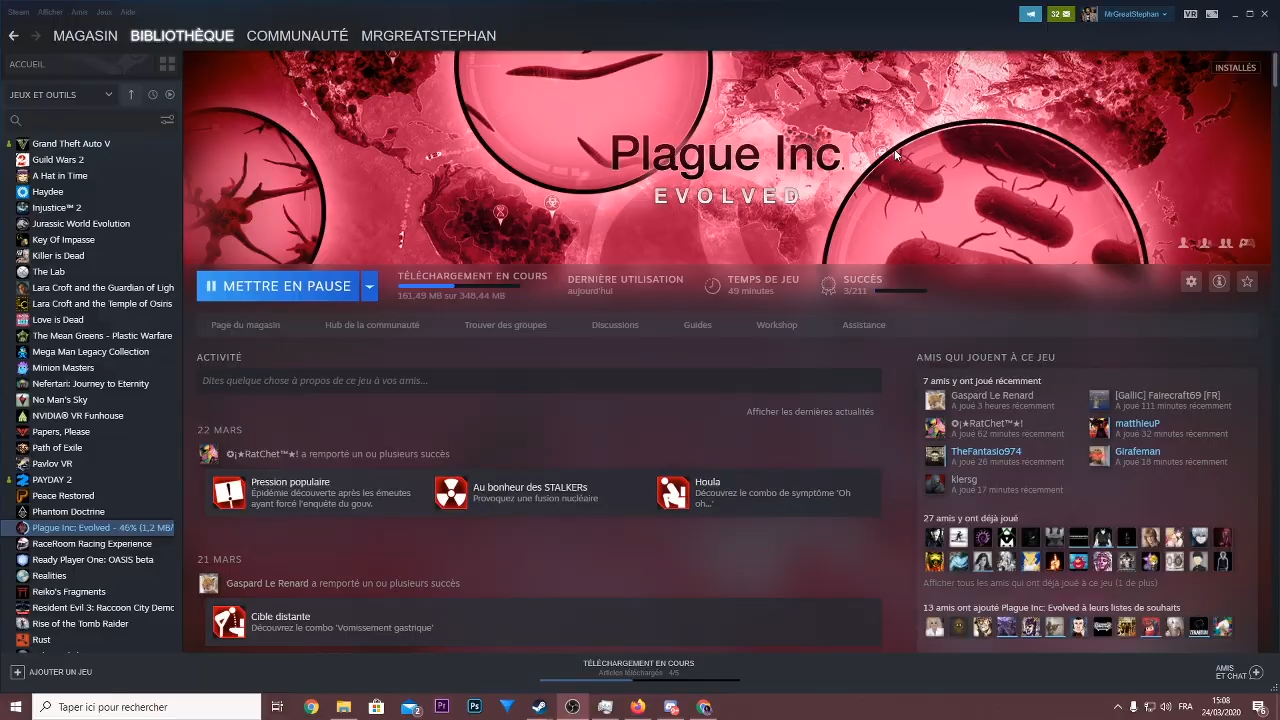 Steam Afficher Amis Jeux Aide
32
MrGreatStephan
VR
MAGASIN BIBLIOTHÈQUE COMMUNAUTÉ MRGREATSTEPHAN
ACCUEIL
INSTALLÉS
JEUX ET OUTILS
Grand Theft Auto V
Guild Wars 2
A Hat in Time
Haydee
Injustice™ 2
Jurassic World Evolution
Key Of Impasse
Killer is Dead
The Lab
Lara Croft and the Guardian of Ligh
Lara Croft and the Temple of Osiris
Love is Dead
The Mean Greens - Plastic Warfare
Mega Man Legacy Collection
Minion Masters
Nefertari: Journey to Eternity
No Man's Sky
NVIDIA® VR Funhouse
Papers, Please
Path of Exile
Pavlov VR
PAYDAY 2
Peace Restored
Phantom Doctrine
Plague Inc: Evolved - 46% (1,2 MB/
RaceRoom Racing Experience
Ready Player One: OASIS beta
Realities
Reiko's Fragments
Resident Evil 3: Raccoon City Demo
Rise of the Tomb Raider
Rust
Plague Inc.
EVOLVED
METTRE EN PAUSE
TÉLÉCHARGEMENT EN COURS
161,49 MB sur 348,44 MB
DERNIÈRE UTILISATION
aujourd'hui
TEMPS DE JEU
49 minutes
SUCCÈS
3/211
Page du magasin Hub de la communauté Trouver des groupes Discussions Guides Workshop Assistance
ACTIVITÉ
Dites quelque chose à propos de ce jeu à vos amis...
Afficher les dernières actualités
22 MARS
✪¡★RatChet™★! a remporté un ou plusieurs succès
Pression populaire
Épidémie découverte après les émeutes
ayant forcé l'enquête du gouv.
Au bonheur des STALKERs
Provoquez une fusion nucléaire
Houla
Découvrez le combo de symptôme 'Oh
oh...'
21 MARS
Gaspard Le Renard a remporté un ou plusieurs succès
Cible distante
Découvrez le combo 'Vomissement gastrique'
AMIS QUI JOUENT À CE JEU
7 amis y ont joué récemment
Gaspard Le Renard
A joué 3 heures récemment
[GallIC] Fairecraft69 [FR]
A joué 111 minutes récemment
✪¡★RatChet™★!
A joué 62 minutes récemment
matthieuP
A joué 32 minutes récemment
TheFantasio974
A joué 26 minutes récemment
Girafeman
A joué 18 minutes récemment
klersg
A joué 17 minutes récemment
27 amis y ont déjà joué
Afficher tous les amis qui ont déjà joué à ce jeu (1 de plus)
13 amis ont ajouté Plague Inc: Evolved à leurs listes de souhaits
AJOUTER UN JEU
TÉLÉCHARGEMENT EN COURS
Articles téléchargés 4/5
AMIS
ET CHAT
Taper ici pour rechercher
FRA
15:08
24/03/2020